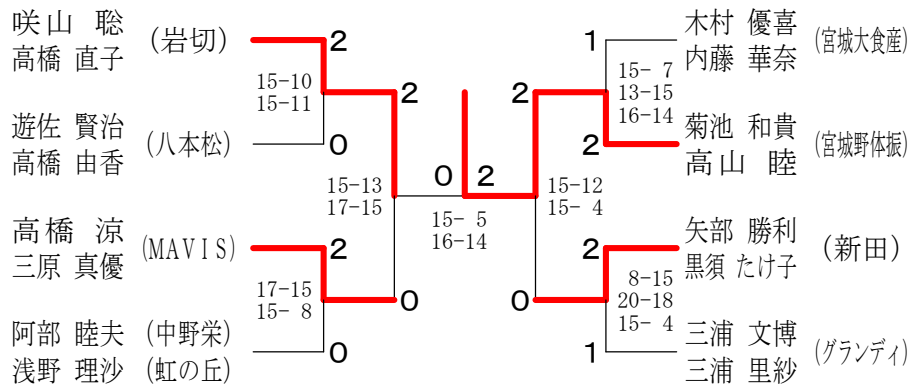 咲山 聡 (岩切)
高橋 直子
2
15-10
15-11
遊佐 賢治 (八本松)
高橋 由香
0
2
15-13
17-15
高橋 涼 (MAVIS)
三原 真優
2
17-15
15- 8
阿部 睦夫 (中野栄)
浅野 理沙 (虹の丘)
0
0
0 2
15- 5
16-14
木村 優喜 (宮城大食産)
内藤 華奈
1
15- 7
13-15
16-14
菊池 和貴 (宮城野体振)
高山 睦
2
2
15-12
15- 4
矢部 勝利 (新田)
黒須 たけ子
2
8-15
20-18
15- 4
三浦 文博 (グランディ)
三浦 里紗
1
0